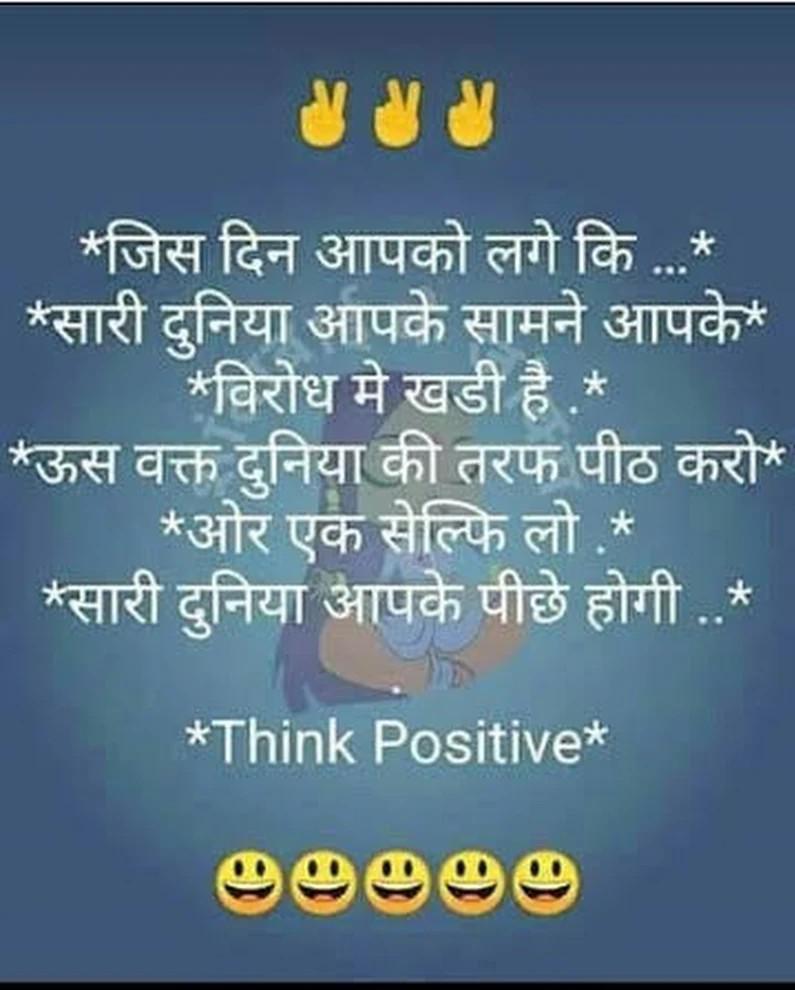 ✌✌✌
*जिस दिन आपको लगे कि ...*
*सारी दुनिया आपके सामने आपके*
*विरोध मे खडी है .*
*ऊस वक्त दुनिया की तरफ पीठ करो*
*ओर एक सेल्फि लो .*
*सारी दुनिया आपके पीछे होगी ..*
*Think Positive*
😃😃😃😃😃